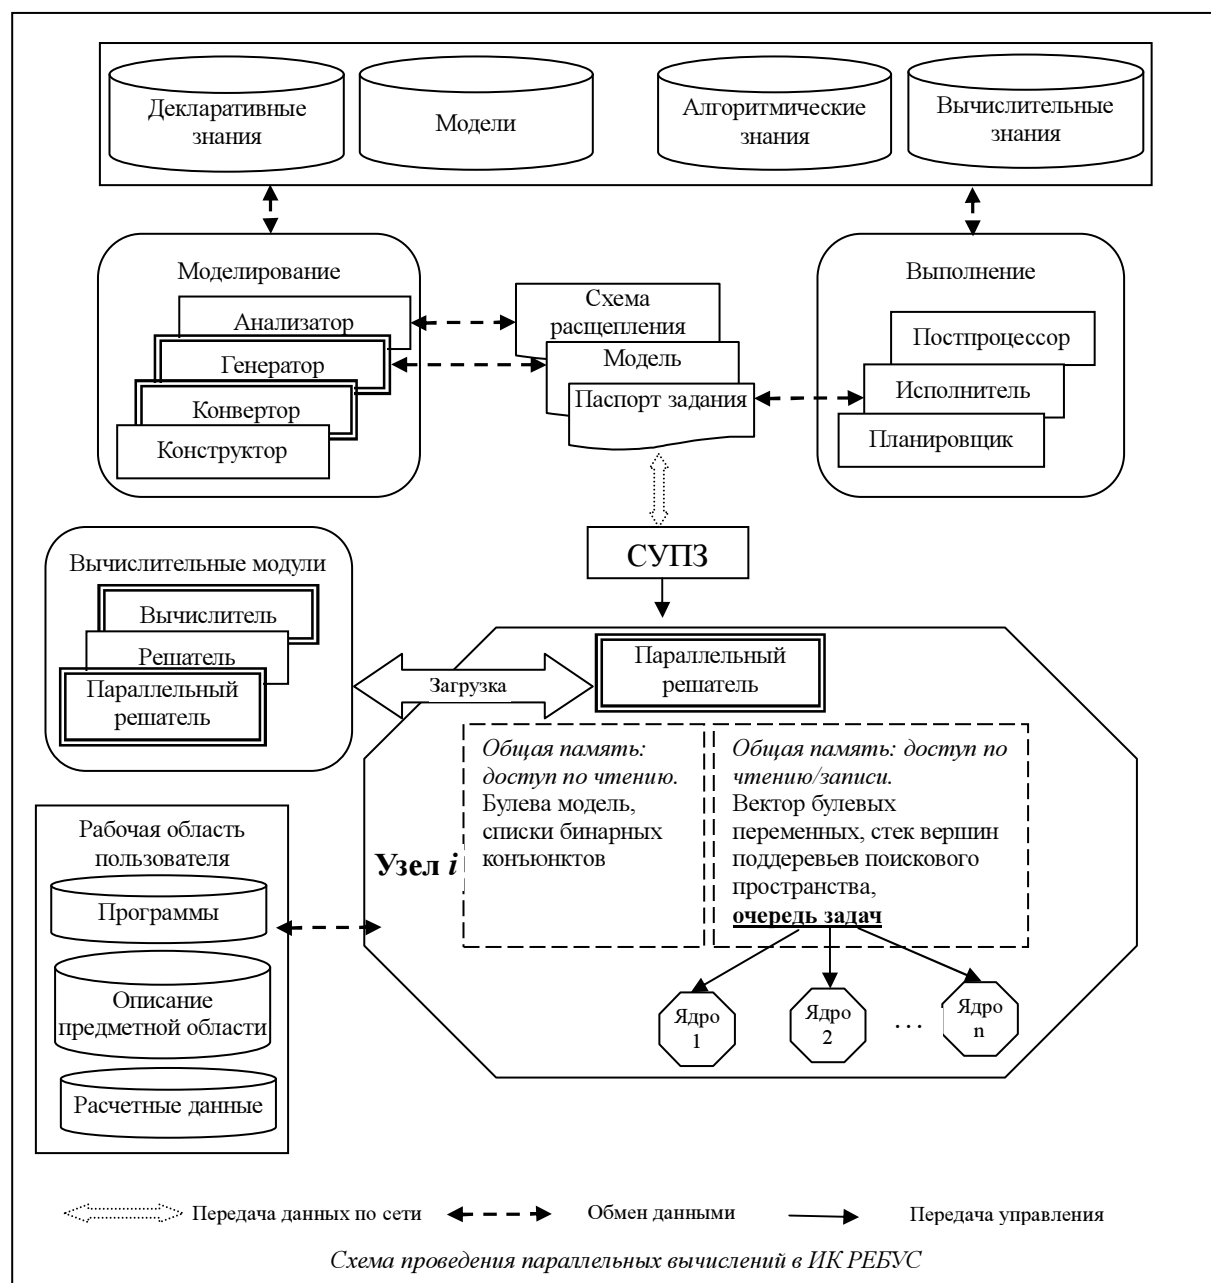 Декларативные
знания
Модели
Алгоритмические
знания
Вычислительные
знания
Моделирование
Анализатор
Генератор
Конвертор
Конструктор
Схема
расщепления
Модель
Паспорт задания
Выполнение
Постпроцессор
Исполнитель
Планировщик
СУПЗ
Вычислительные модули
Вычислитель
Решатель
Параллельный
решатель
Загрузка
Параллельный
решатель
Узел i
Общая память:
доступ по чтению.
Булева модель,
списки бинарных
конъюнктов
Общая память: доступ по
чтению/записи.
Вектор булевых
переменных, стек вершин
поддеревьев поискового
пространства,
очередь задач
Ядро
1
Ядро
2
...
Ядро
n
Рабочая область
пользователя
Программы
Описание
предметной области
Расчетные данные
Передача данных по сети
Обмен данными
Передача управления
Схема проведения параллельных вычислений в ИК РЕБУС